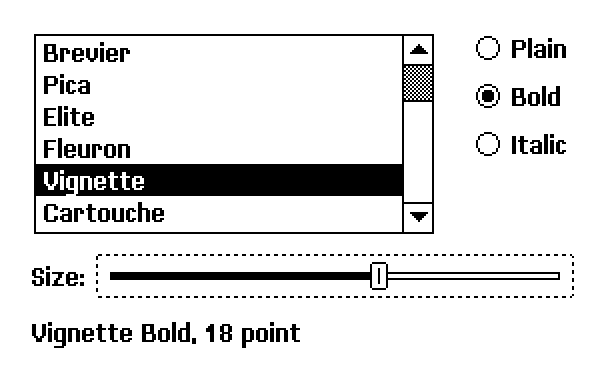 Brevier
Pica
Elite
Fleuron
Vignette
Cartouche
Plain
Bold
Italic
Size:
Vignette Bold, 18 point